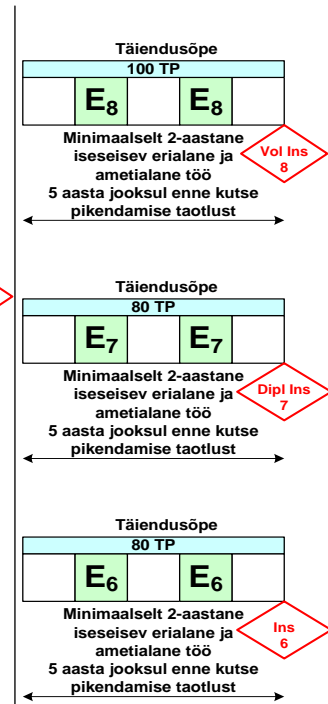 Täiendusõpe
100 TP
E8 E8
Minimaalselt 2-aastane
iseseisev erialane ja
ametialane töö
5 aasta jooksul enne kutse
pikendamise taotlust
Vol Ins
8
Täiendusõpe
80 TP
E7 E7
Minimaalselt 2-aastane
iseseisev erialane ja
ametialane töö
5 aasta jooksul enne kutse
pikendamise taotlust
Dipl Ins
7
Täiendusõpe
80 TP
E6 E6
Minimaalselt 2-aastane
iseseisev erialane ja
ametialane töö
5 aasta jooksul enne kutse
pikendamise taotlust
Ins
6